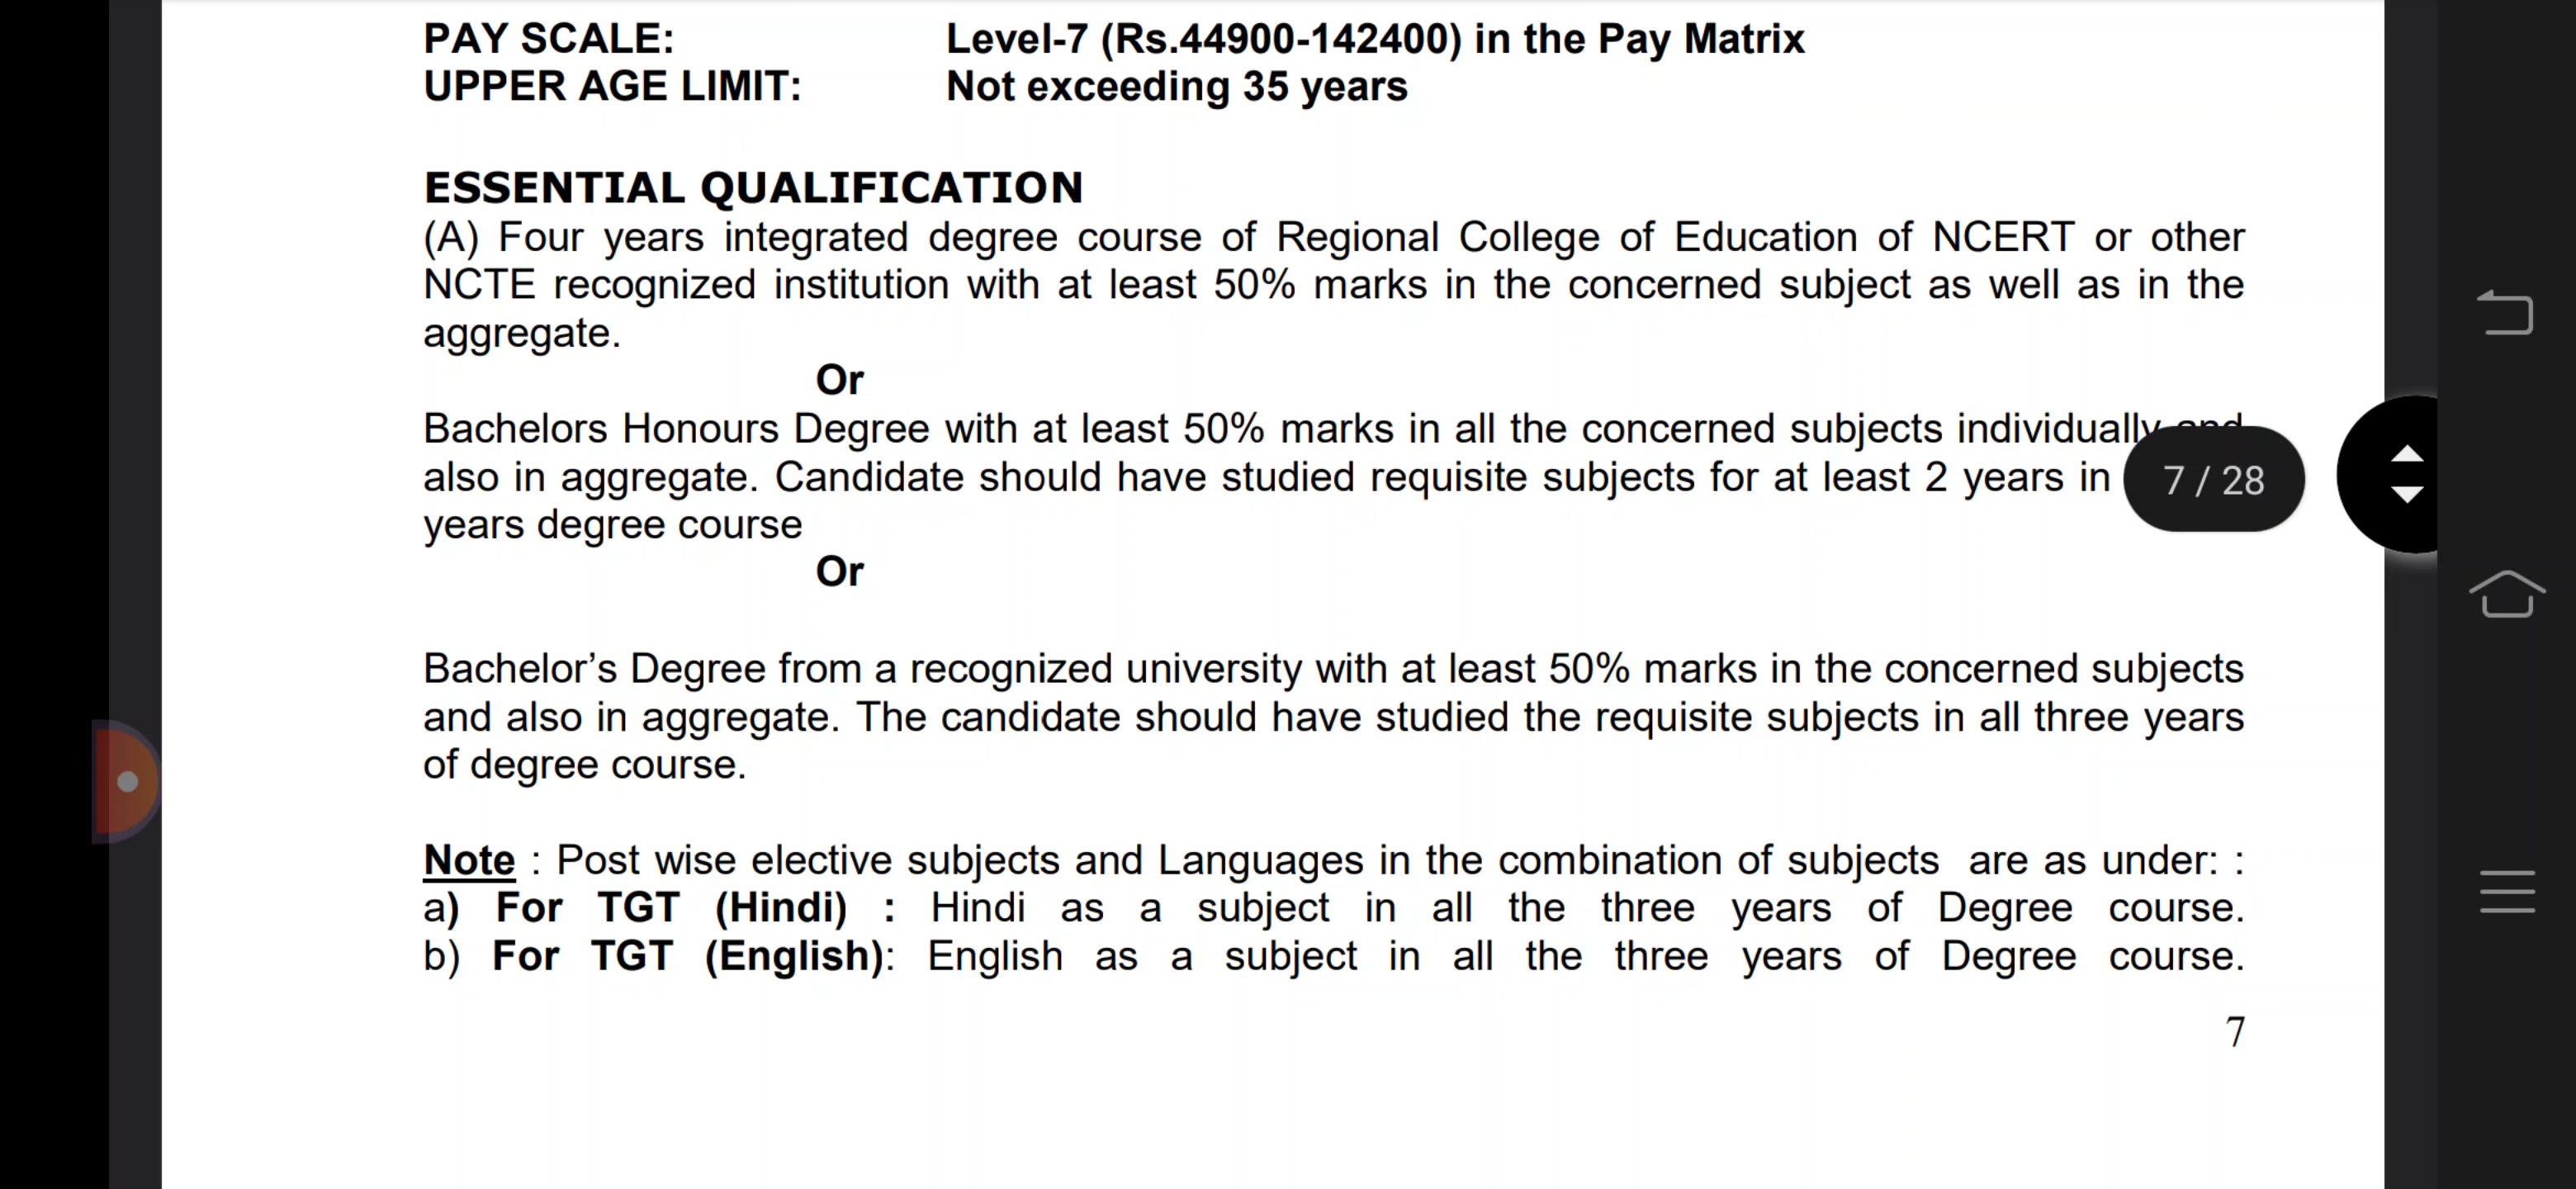 PAY SCALE: Level-7 (Rs.44900-142400) in the Pay Matrix
UPPER AGE LIMIT: Not exceeding 35 years
ESSENTIAL QUALIFICATION
(A) Four years integrated degree course of Regional College of Education of NCERT or other
NCTE recognized institution with at least 50% marks in the concerned subject as well as in the
aggregate.
Or
Bachelors Honours Degree with at least 50% marks in all the concerned subjects individually and
also in aggregate. Candidate should have studied requisite subjects for at least 2 years in
7 / 28
years degree course
Or
Bachelor’s Degree from a recognized university with at least 50% marks in the concerned subjects
and also in aggregate. The candidate should have studied the requisite subjects in all three years
of degree course.
Note : Post wise elective subjects and Languages in the combination of subjects are as under: :
a) For TGT (Hindi) : Hindi as a subject in all the three years of Degree course.
b) For TGT (English): English as a subject in all the three years of Degree course.
7